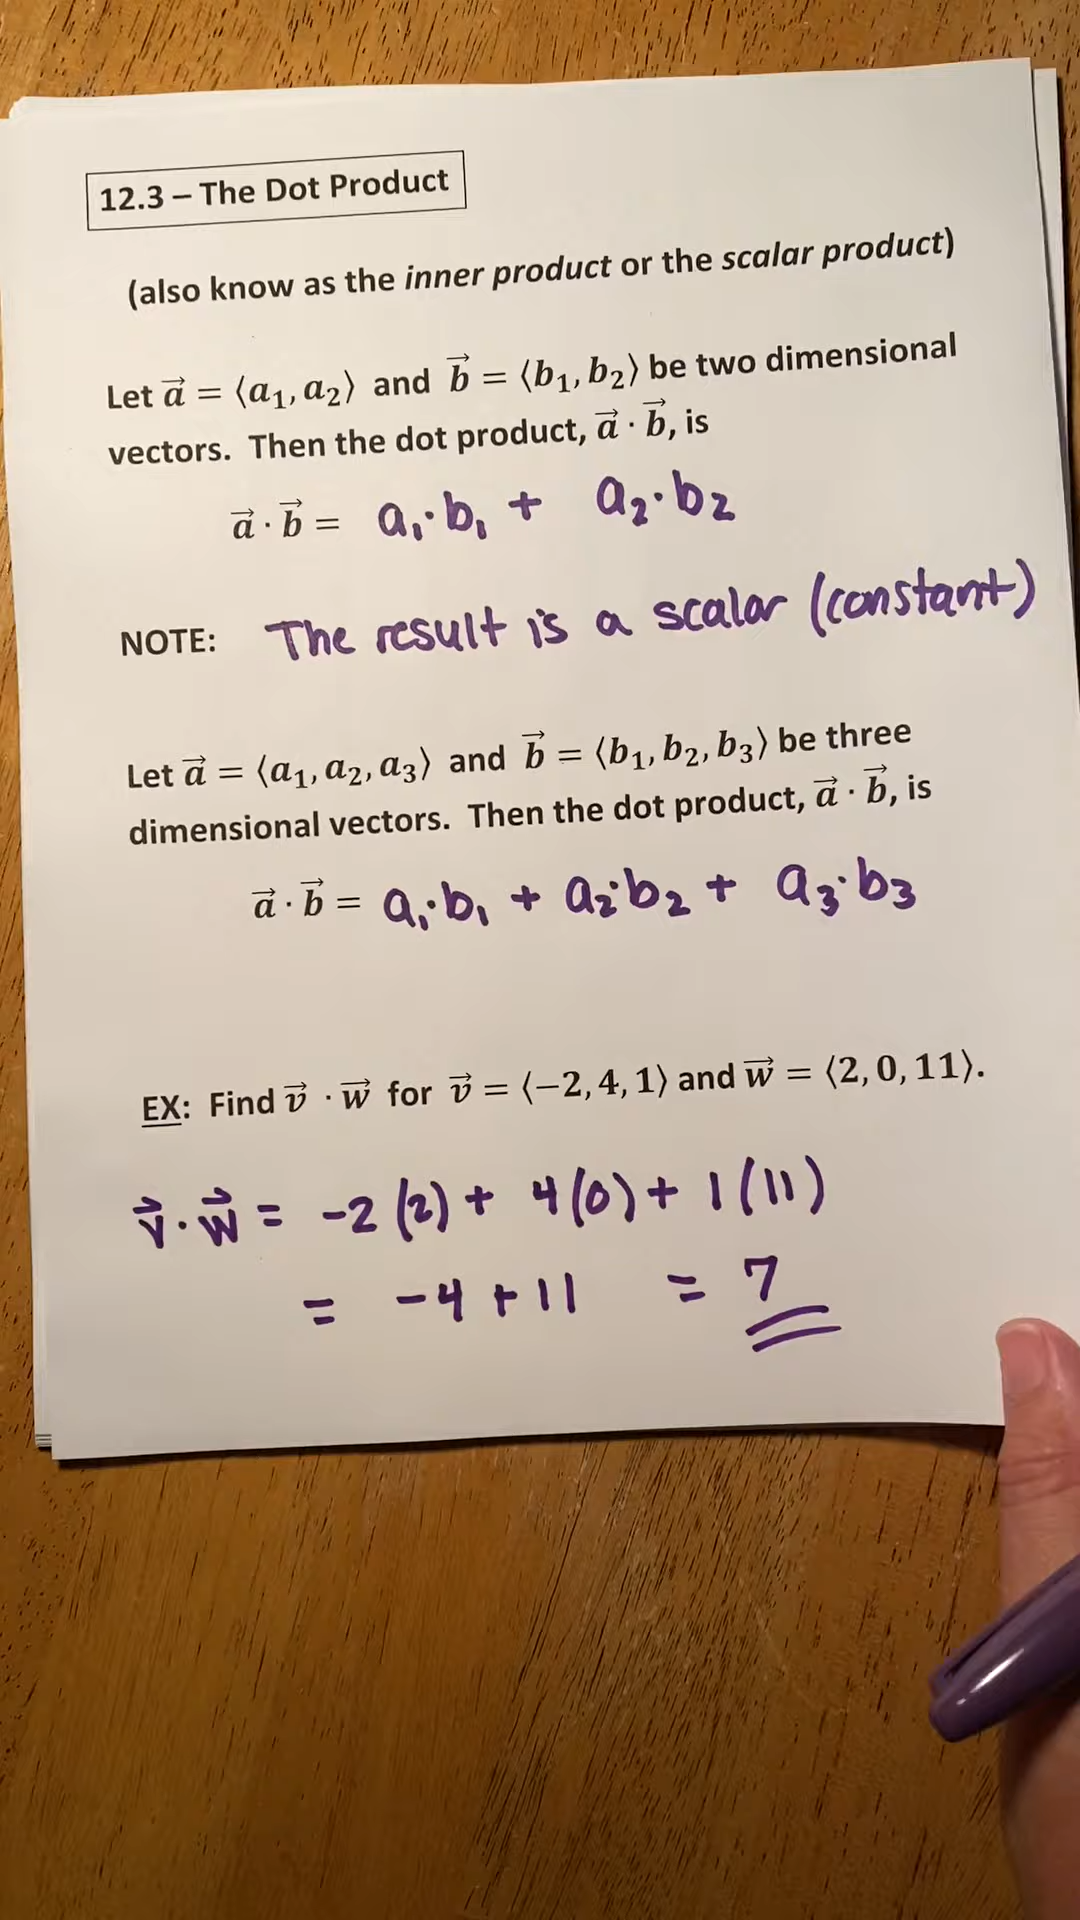 12.3 – The Dot Product
(also know as the inner product or the scalar product)
Let a⃗ = ⟨a₁, a₂⟩ and b⃗ = ⟨b₁, b₂⟩ be two dimensional
vectors. Then the dot product, a⃗ · b⃗, is
a⃗ · b⃗ = a₁·b₁ + a₂·b₂
NOTE: The result is a scalar (constant)
Let a⃗ = ⟨a₁, a₂, a₃⟩ and b⃗ = ⟨b₁, b₂, b₃⟩ be three
dimensional vectors. Then the dot product, a⃗ · b⃗, is
a⃗ · b⃗ = a₁·b₁ + a₂·b₂ + a₃·b₃
EX: Find v⃗ · w⃗ for v⃗ = ⟨−2, 4, 1⟩ and w⃗ = ⟨2, 0, 11⟩.
v⃗ · w⃗ = -2(2) + 4(0) + 1(11)
= -4 + 11 = 7